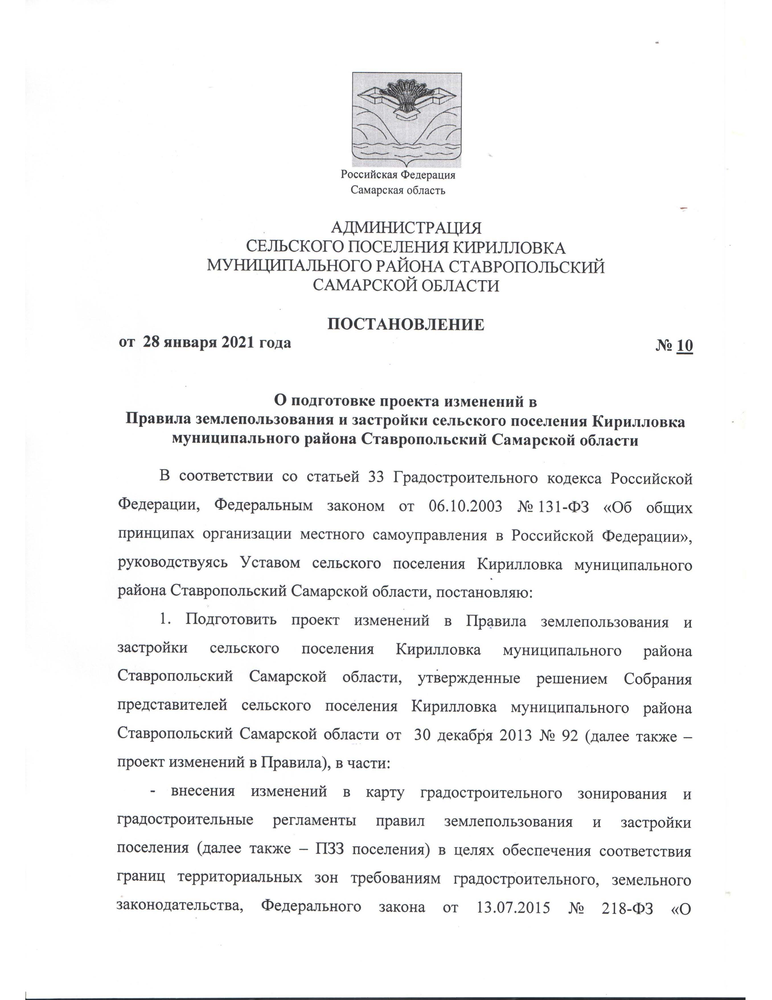 Российская Федерация
Самарская область
АДМИНИСТРАЦИЯ
СЕЛЬСКОГО ПОСЕЛЕНИЯ КИРИЛЛОВКА
МУНИЦИПАЛЬНОГО РАЙОНА СТАВРОПОЛЬСКИЙ
САМАРСКОЙ ОБЛАСТИ
ПОСТАНОВЛЕНИЕ
от 28 января 2021 года № 10
О подготовке проекта изменений в
Правила землепользования и застройки сельского поселения Кирилловка
муниципального района Ставропольский Самарской области
В соответствии со статьей 33 Градостроительного кодекса Российской
Федерации, Федеральным законом от 06.10.2003 № 131-ФЗ «Об общих
принципах организации местного самоуправления в Российской Федерации»,
руководствуясь Уставом сельского поселения Кирилловка муниципального
района Ставропольский Самарской области, постановляю:
1. Подготовить проект изменений в Правила землепользования и
застройки сельского поселения Кирилловка муниципального района
Ставропольский Самарской области, утвержденные решением Собрания
представителей сельского поселения Кирилловка муниципального района
Ставропольский Самарской области от 30 декабря 2013 № 92 (далее также –
проект изменений в Правила), в части:
- внесения изменений в карту градостроительного зонирования и
градостроительные регламенты правил землепользования и застройки
поселения (далее также – ПЗЗ поселения) в целях обеспечения соответствия
границ территориальных зон требованиям градостроительного, земельного
законодательства, Федерального закона от 13.07.2015 № 218-ФЗ «О